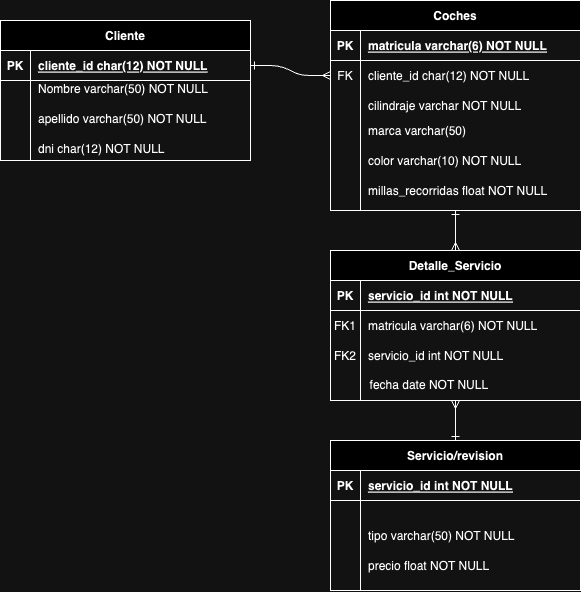 Cliente
PK cliente_id char(12) NOT NULL
Nombre varchar(50) NOT NULL
apellido varchar(50) NOT NULL
dni char(12) NOT NULL
Coches
PK matricula varchar(6) NOT NULL
FK cliente_id char(12) NOT NULL
cilindraje varchar NOT NULL
marca varchar(50)
color varchar(10) NOT NULL
millas_recorridas float NOT NULL
Detalle_Servicio
PK servicio_id int NOT NULL
FK1 matricula varchar(6) NOT NULL
FK2 servicio_id int NOT NULL
fecha date NOT NULL
Servicio/revision
PK servicio_id int NOT NULL
tipo varchar(50) NOT NULL
precio float NOT NULL